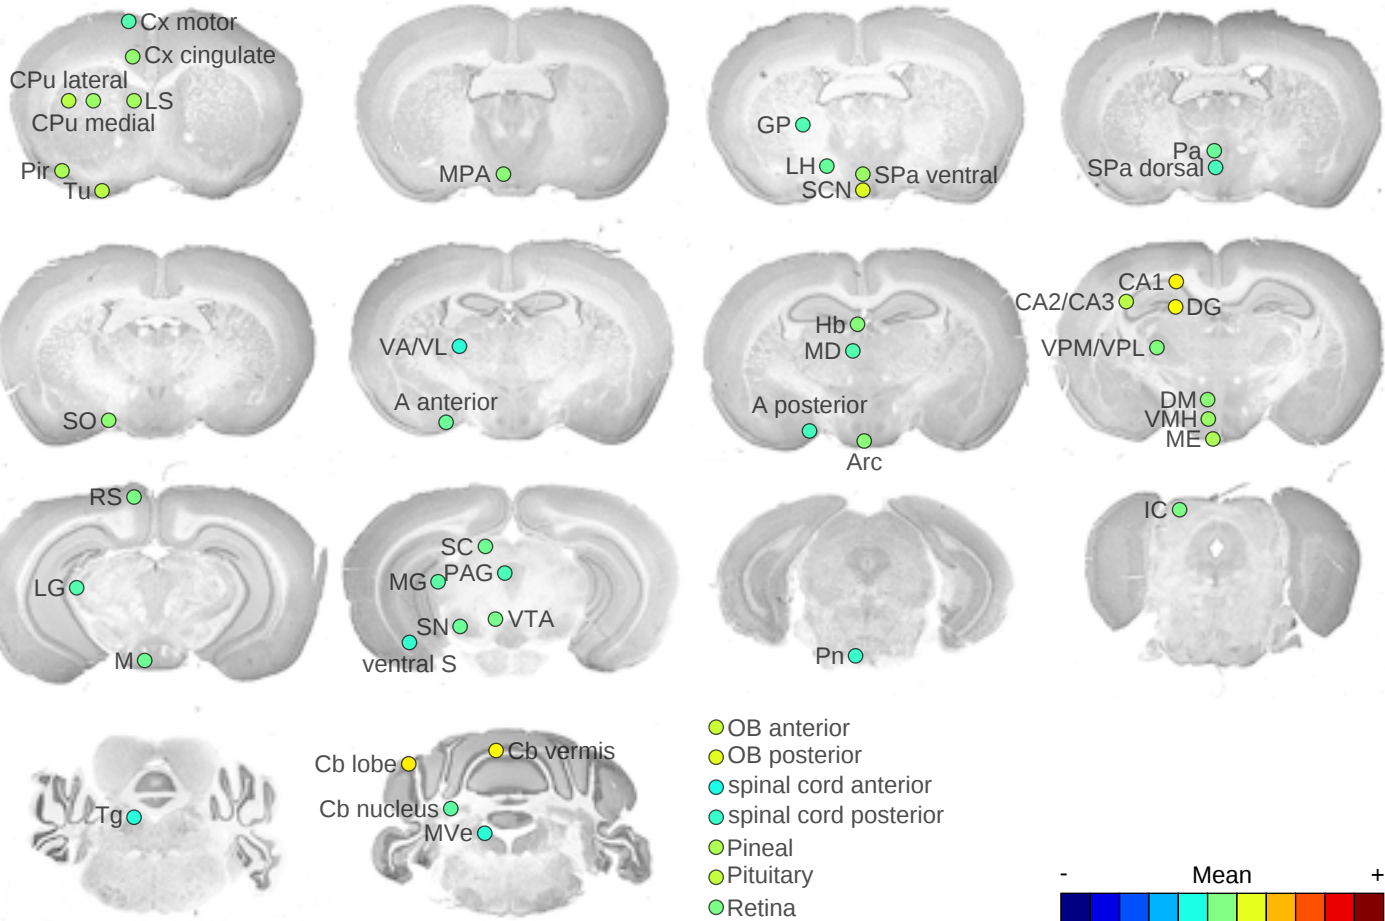 Cx motor
Cx cingulate
CPu lateral
LS
CPu medial
Pir
Tu
MPA
GP
LH
SPa ventral
SCN
Pa
SPa dorsal
SO
VA/VL
A anterior
Hb
MD
A posterior
Arc
CA1
CA2/CA3
DG
VPM/VPL
DM
VMH
ME
RS
LG
M
SC
PAG
MG
VTA
SN
ventral S
Pn
IC
Tg
Cb vermis
Cb lobe
Cb nucleus
MVe
OB anterior
OB posterior
spinal cord anterior
spinal cord posterior
Pineal
Pituitary
Retina
- Mean +